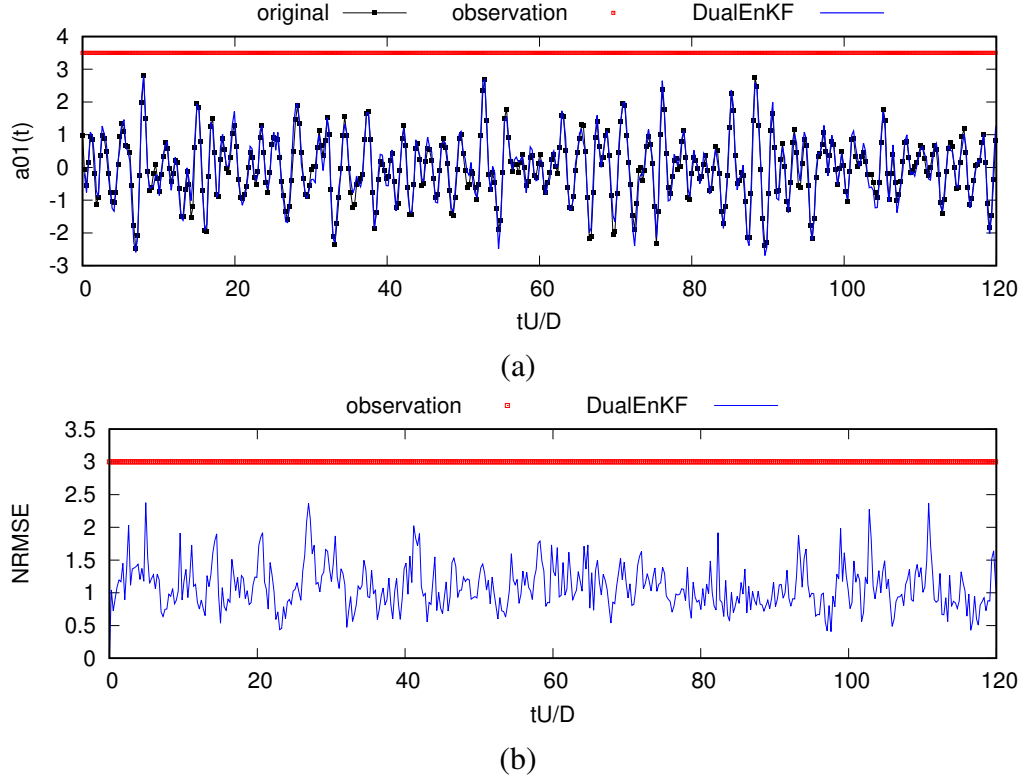 original observation DualEnKF
4
3
2
1
0
-1
-2
-3
a01(t)
0 20 40 60 80 100 120
tU/D
(a)
observation DualEnKF
3.5
3
2.5
2
1.5
1
0.5
0
NRMSE
0 20 40 60 80 100 120
tU/D
(b)